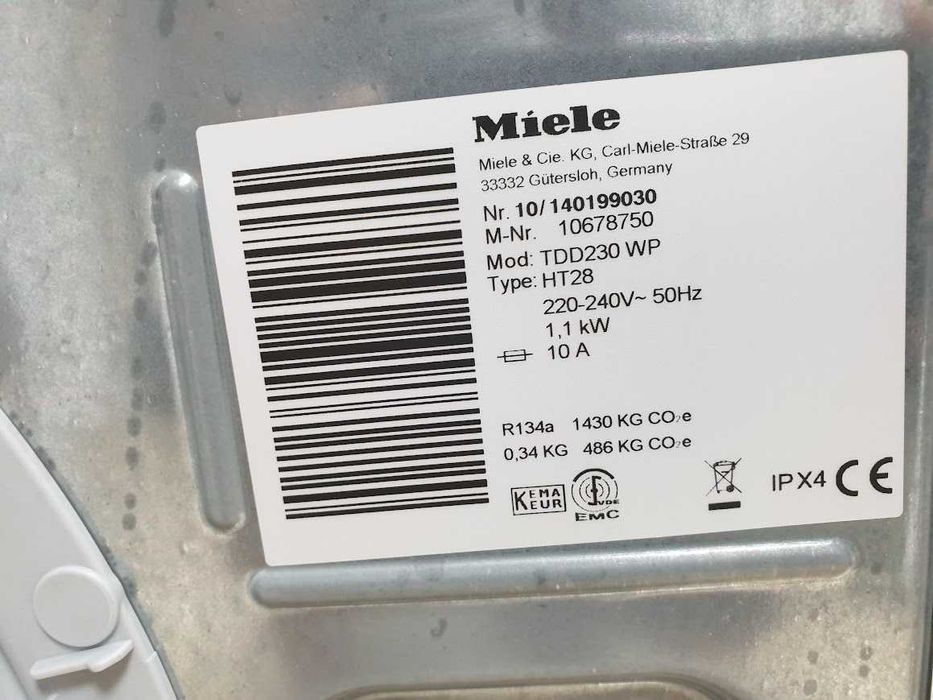 Miele
Miele & Cie. KG, Carl-Miele-Straße 29
33332 Gütersloh, Germany
Nr. 10/140199030
M-Nr. 10678750
Mod: TDD230 WP
Type: HT28
220-240V~ 50Hz
1,1 kW
10 A
R134a 1430 KG CO₂e
0,34 KG 486 KG CO₂e
KEMA
KEUR
VDE
EMC
IPX4 CE